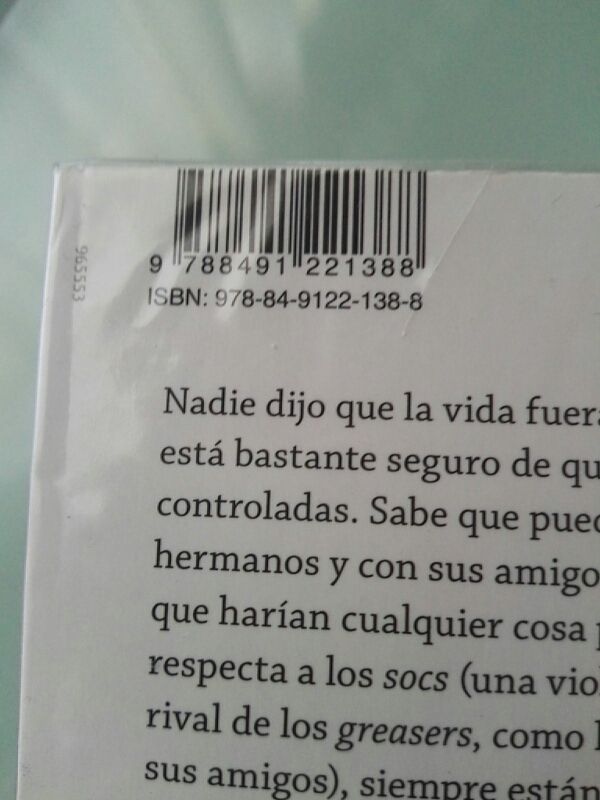 9 788491 221388
ISBN: 978-84-9122-138-8
965553
Nadie dijo que la vida fuera
está bastante seguro de qu
controladas. Sabe que pued
hermanos y con sus amigo
que harían cualquier cosa p
respecta a los socs (una viol
rival de los greasers, como l
sus amigos), siempre están